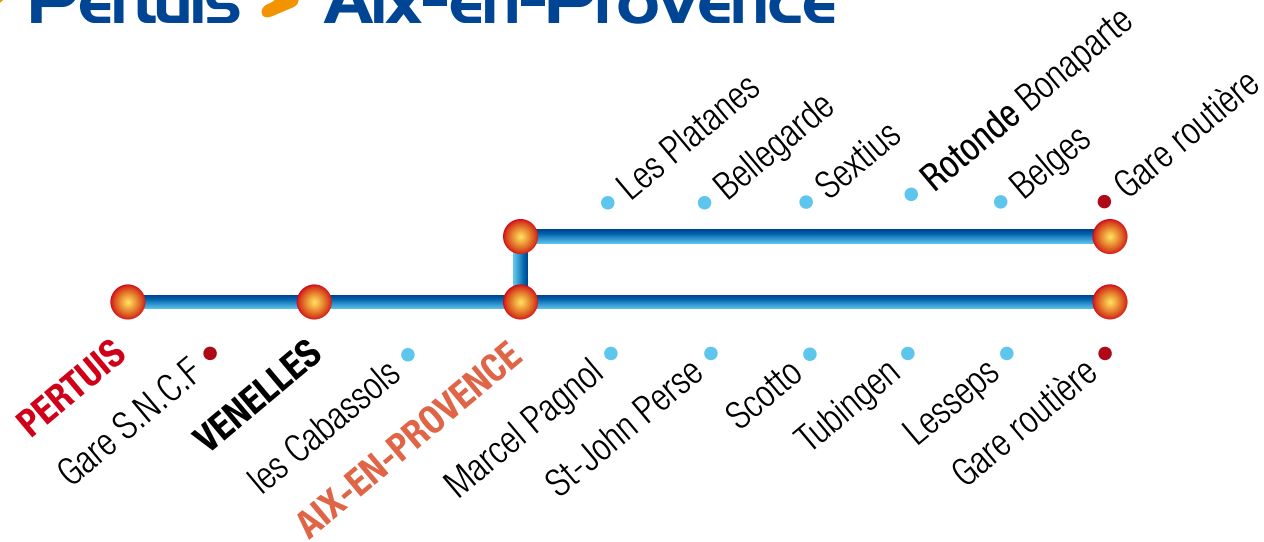 Pertuis > Aix-en-Provence
Les Platanes
Bellegarde
Sextius
Rotonde Bonaparte
Belges
Gare routière
PERTUIS
Gare S.N.C.F
VENELLES
les Cabassols
AIX-EN-PROVENCE
Marcel Pagnol
St-John Perse
Scotto
Tubingen
Lesseps
Gare routière